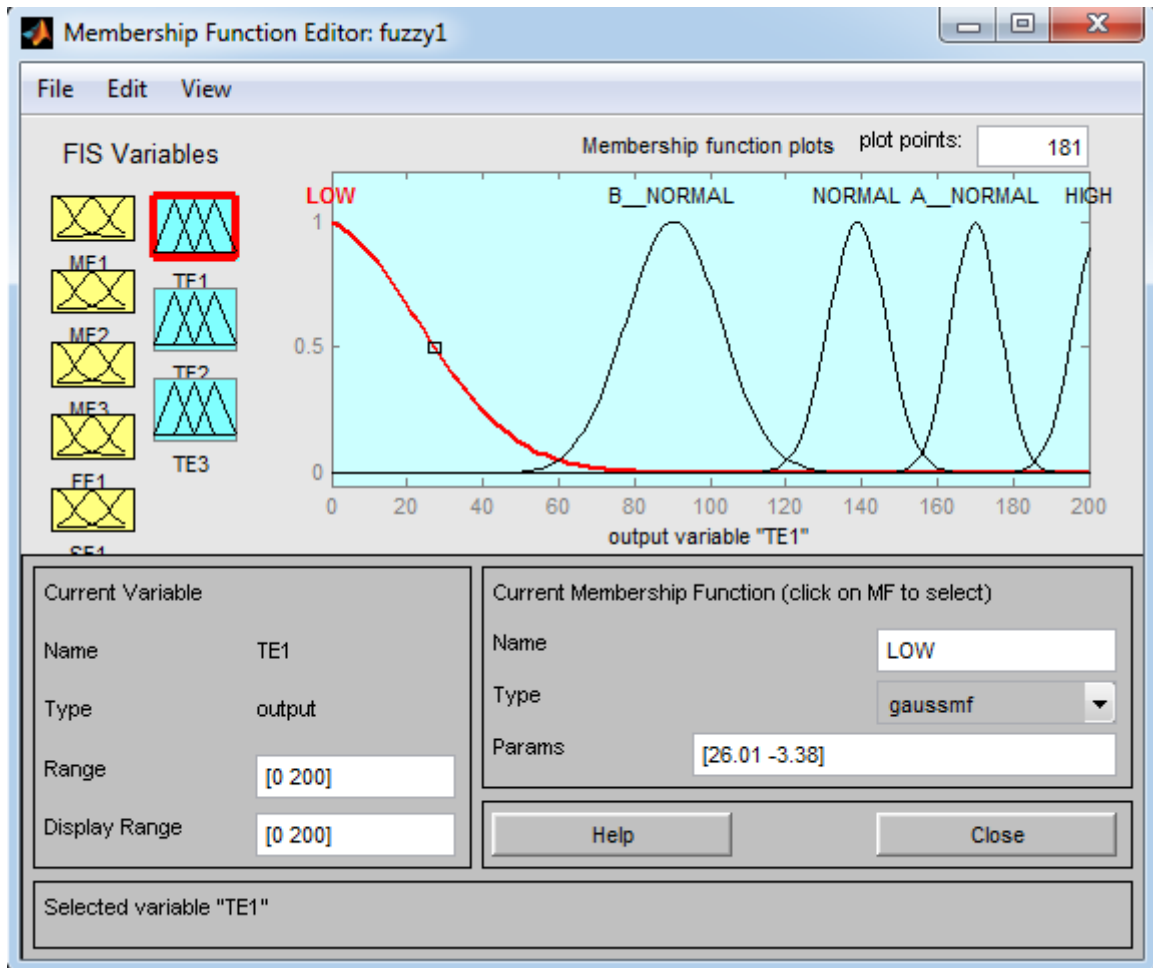 Membership Function Editor: fuzzy1
File Edit View
FIS Variables
Membership function plots plot points: 181
LOW B__NORMAL NORMAL A__NORMAL HIGH
1
0.5
0
0 20 40 60 80 100 120 140 160 180 200
output variable "TE1"
MF1
MF2
MF3
FF1
SF1
TE1
TE2
TE3
Current Variable
Name TE1
Type output
Range [0 200]
Display Range [0 200]
Current Membership Function (click on MF to select)
Name LOW
Type gaussmf
Params [26.01 -3.38]
Help Close
Selected variable "TE1"